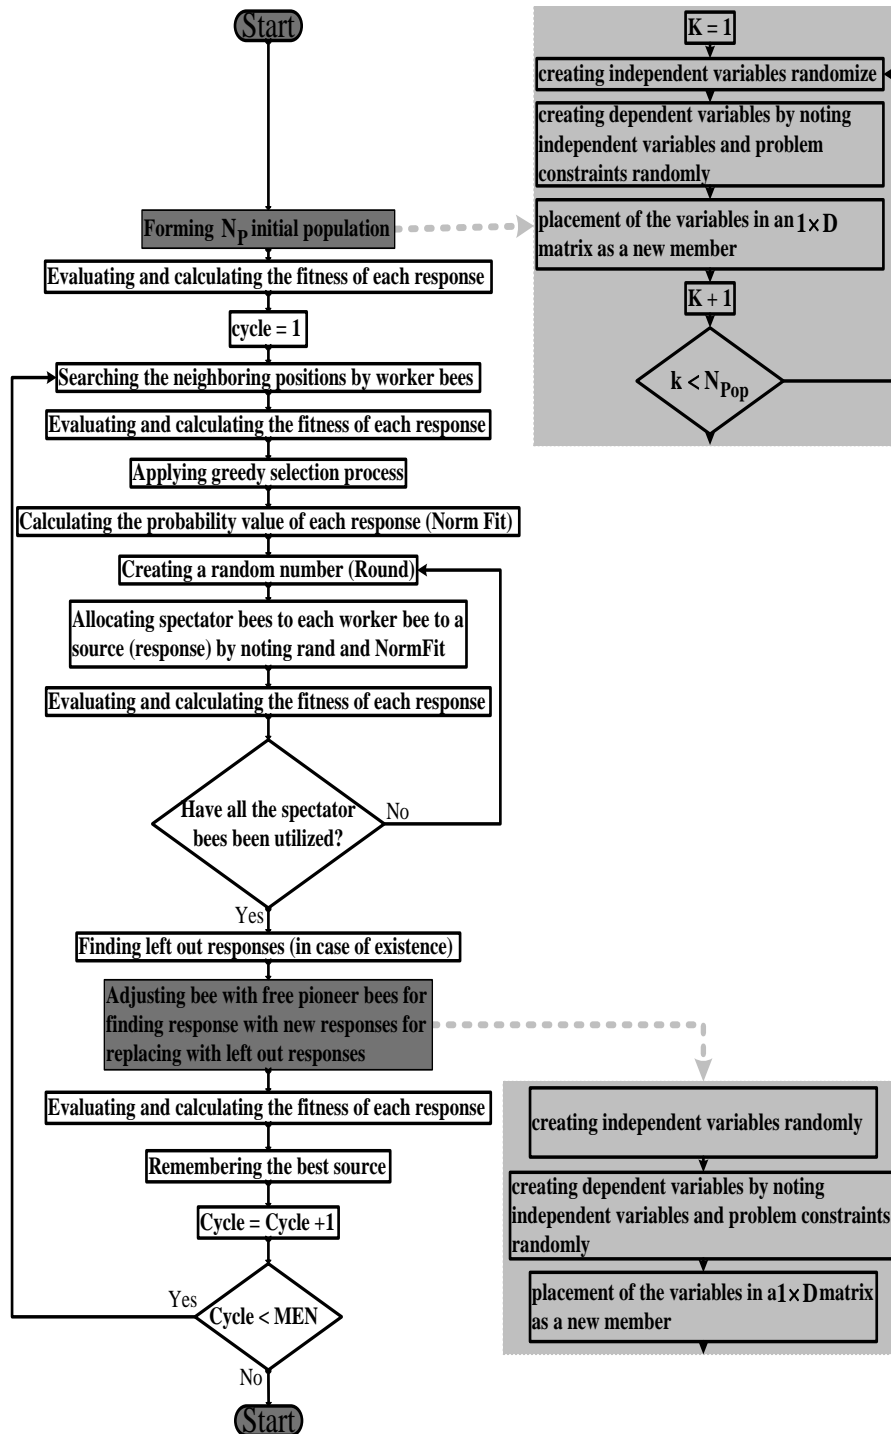 Start
Forming NP initial population
Evaluating and calculating the fitness of each response
cycle = 1
Searching the neighboring positions by worker bees
Evaluating and calculating the fitness of each response
Applying greedy selection process
Calculating the probability value of each response (Norm Fit)
Creating a random number (Round)
Allocating spectator bees to each worker bee to a
source (response) by noting rand and NormFit
Evaluating and calculating the fitness of each response
Have all the spectator
bees been utilized?
No
Yes
Finding left out responses (in case of existence)
Adjusting bee with free pioneer bees for
finding response with new responses for
replacing with left out responses
Evaluating and calculating the fitness of each response
Remembering the best source
Cycle = Cycle +1
Yes
Cycle < MEN
No
Start
K = 1
creating independent variables randomize
creating dependent variables by noting
independent variables and problem
constraints randomly
placement of the variables in an 1×D
matrix as a new member
K + 1
k < NPop
creating independent variables randomly
creating dependent variables by noting
independent variables and problem constraints
randomly
placement of the variables in a 1×D matrix
as a new member